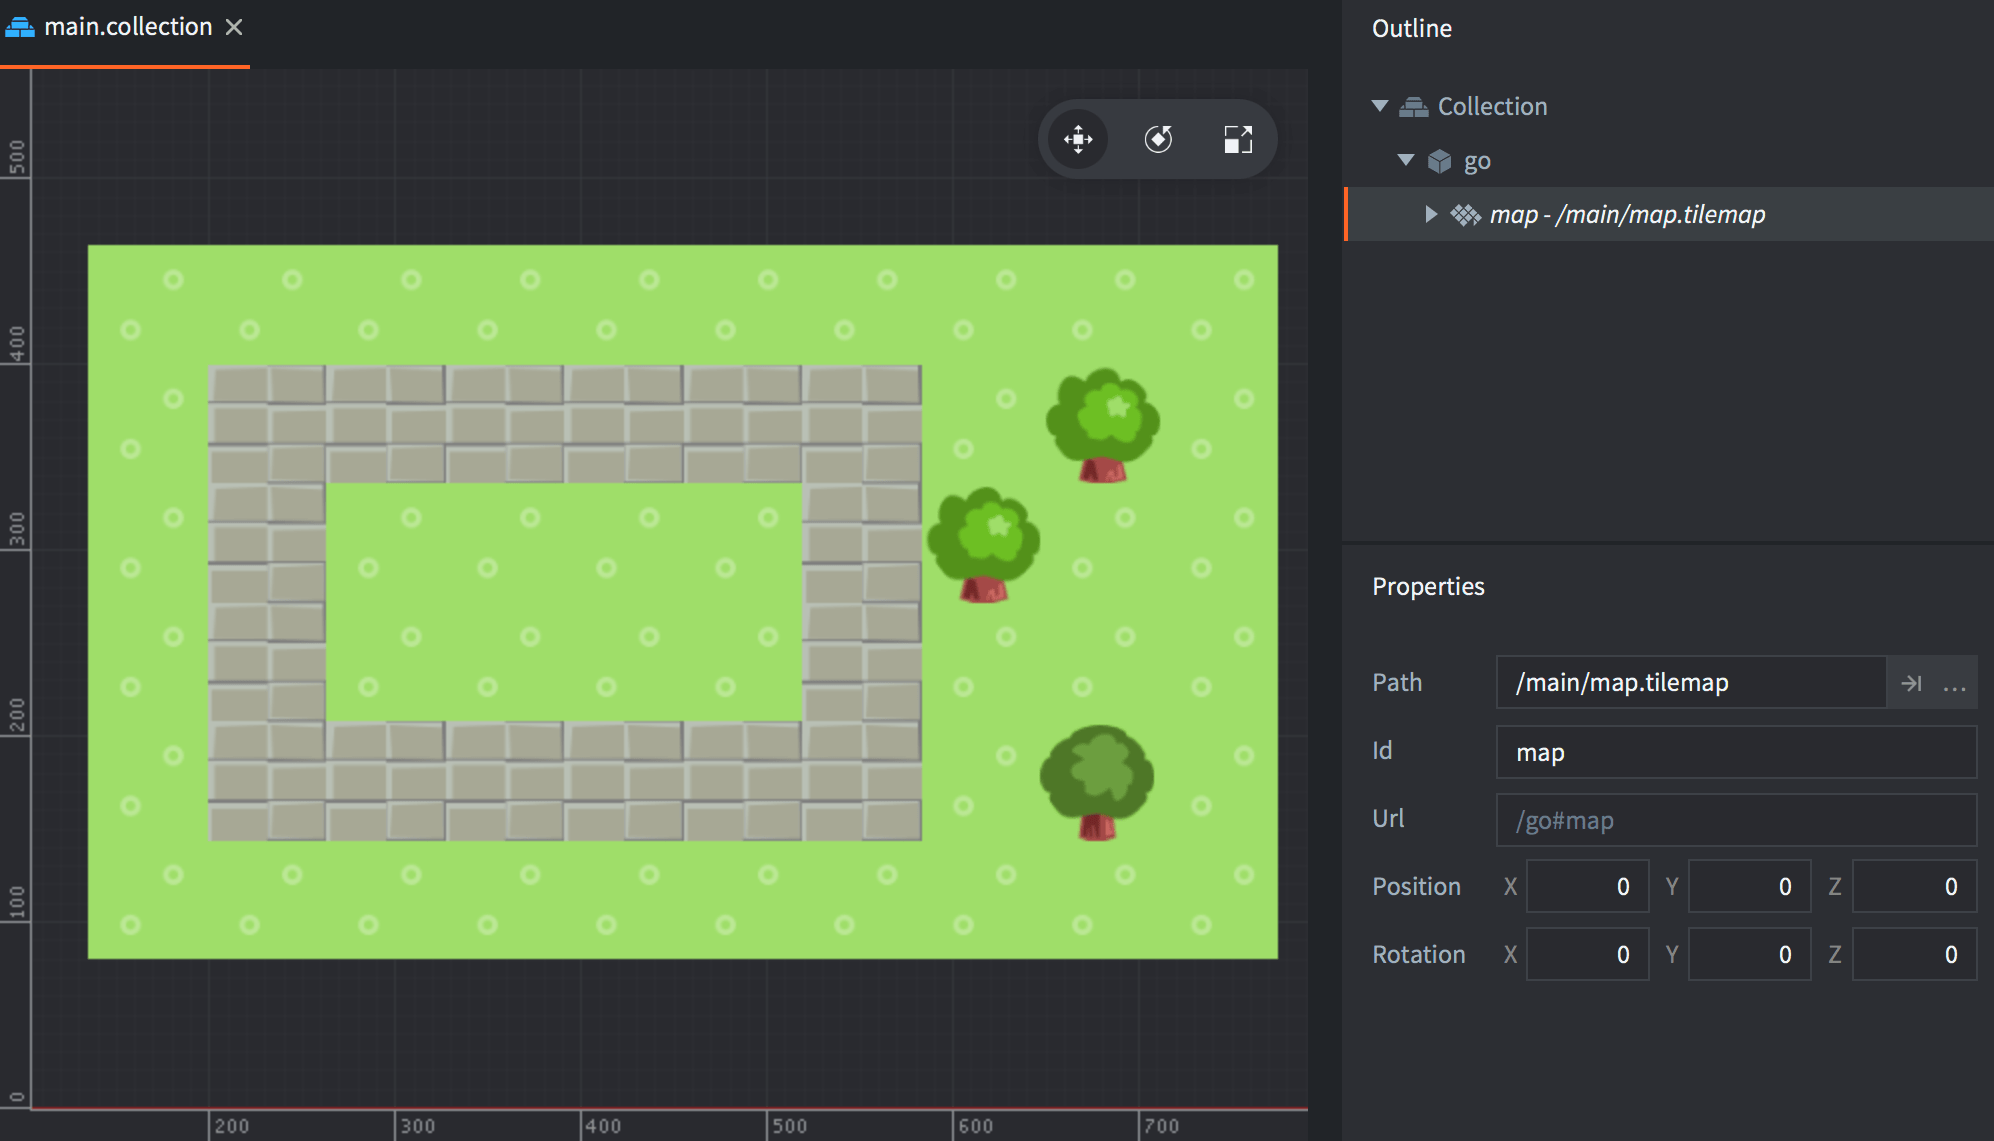 main.collection
500
400
300
200
100
0
200
300
400
500
600
700
Outline
Collection
go
map - /main/map.tilemap
Properties
Path /main/map.tilemap ...
Id map
Url /go#map
Position X 0 Y 0 Z 0
Rotation X 0 Y 0 Z 0